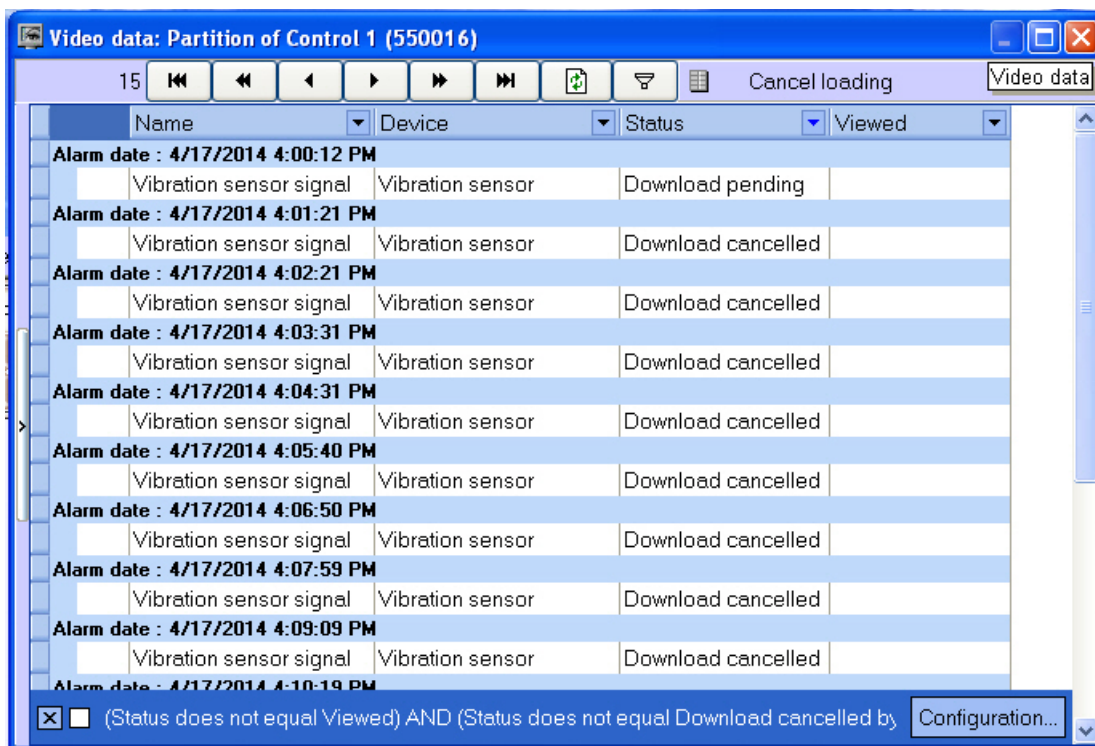 Video data: Partition of Control 1 (550016)
15 Cancel loading Video data
Name Device Status Viewed
Alarm date : 4/17/2014 4:00:12 PM
Vibration sensor signal Vibration sensor Download pending
Alarm date : 4/17/2014 4:01:21 PM
Vibration sensor signal Vibration sensor Download cancelled
Alarm date : 4/17/2014 4:02:21 PM
Vibration sensor signal Vibration sensor Download cancelled
Alarm date : 4/17/2014 4:03:31 PM
Vibration sensor signal Vibration sensor Download cancelled
Alarm date : 4/17/2014 4:04:31 PM
Vibration sensor signal Vibration sensor Download cancelled
Alarm date : 4/17/2014 4:05:40 PM
Vibration sensor signal Vibration sensor Download cancelled
Alarm date : 4/17/2014 4:06:50 PM
Vibration sensor signal Vibration sensor Download cancelled
Alarm date : 4/17/2014 4:07:59 PM
Vibration sensor signal Vibration sensor Download cancelled
Alarm date : 4/17/2014 4:09:09 PM
Vibration sensor signal Vibration sensor Download cancelled
Alarm date : 4/17/2014 4:10:19 PM
(Status does not equal Viewed) AND (Status does not equal Download cancelled by Configuration...